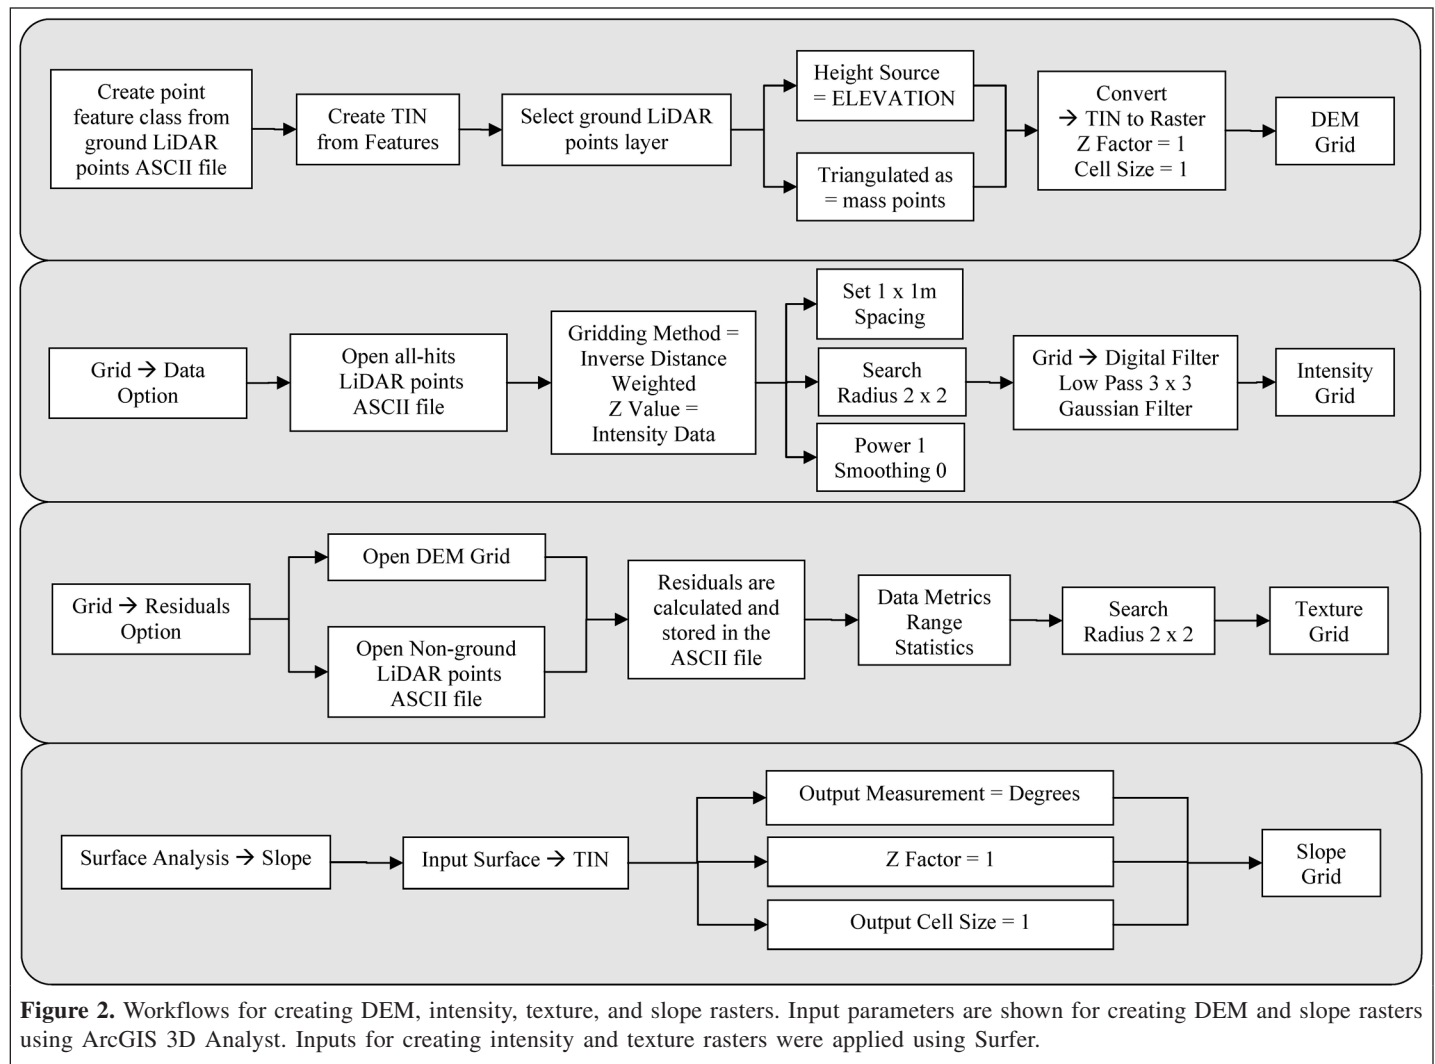 Create point
feature class from
ground LiDAR
points ASCII file
Create TIN
from Features
Select ground LiDAR
points layer
Height Source
= ELEVATION
Triangulated as
= mass points
Convert
→ TIN to Raster
Z Factor = 1
Cell Size = 1
DEM
Grid
Grid → Data
Option
Open all-hits
LiDAR points
ASCII file
Gridding Method =
Inverse Distance
Weighted
Z Value =
Intensity Data
Set 1 x 1m
Spacing
Search
Radius 2 x 2
Power 1
Smoothing 0
Grid → Digital Filter
Low Pass 3 x 3
Gaussian Filter
Intensity
Grid
Grid → Residuals
Option
Open DEM Grid
Open Non-ground
LiDAR points
ASCII file
Residuals are
calculated and
stored in the
ASCII file
Data Metrics
Range
Statistics
Search
Radius 2 x 2
Texture
Grid
Surface Analysis → Slope
Input Surface → TIN
Output Measurement = Degrees
Z Factor = 1
Output Cell Size = 1
Slope
Grid
Figure 2. Workflows for creating DEM, intensity, texture, and slope rasters. Input parameters are shown for creating DEM and slope rasters
using ArcGIS 3D Analyst. Inputs for creating intensity and texture rasters were applied using Surfer.